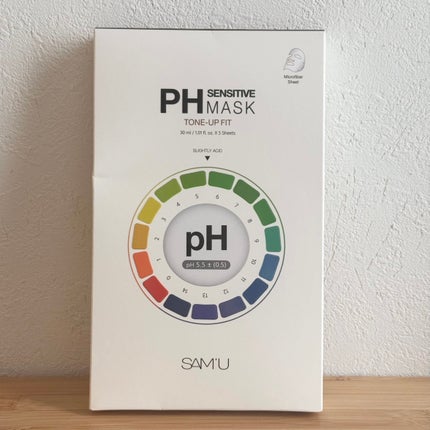 PH SENSITIVE
MASK
TONE-UP FIT
30 ml / 1.01 fl. oz. X 5 Sheets
Microfiber
Sheet
SLIGHTLY ACID
0 1 2 3 4 5 6 7 8 9 10 11 12 13 14
pH
pH 5.5 ± (0.5)
SAM'U